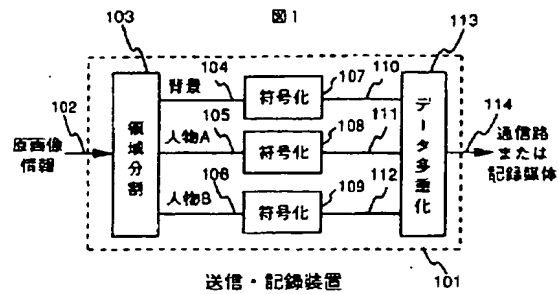 図1
103
113
102
原画像
情報
領域分割
背景
104
符号化
107
110
人物A
105
符号化
108
111
人物B
106
符号化
109
112
データ多重化
114
通信路
または
記録媒体
送信・記録装置
101